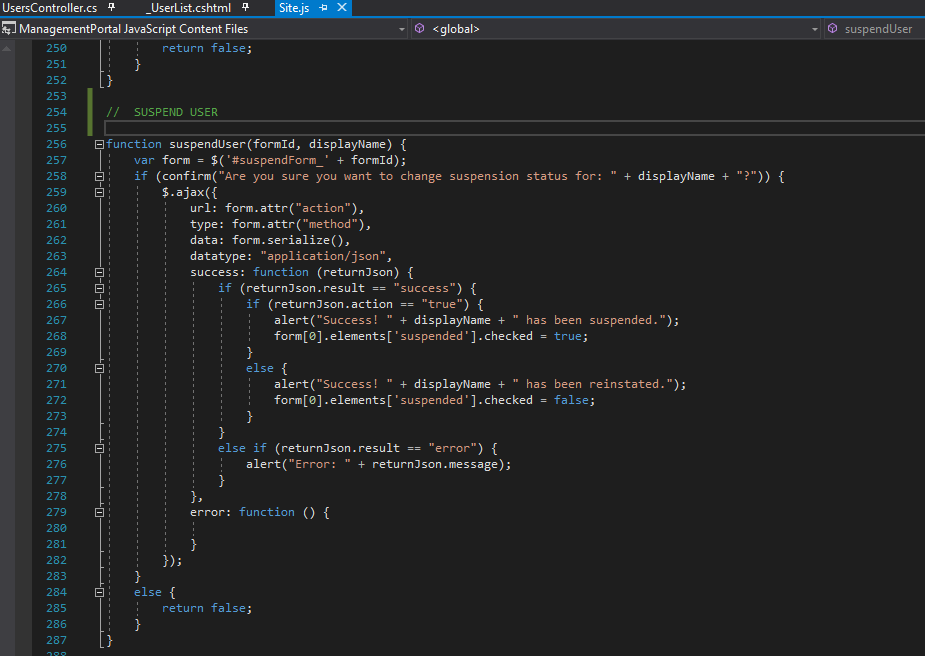 UsersController.cs _UserList.cshtml Site.js
ManagementPortal JavaScript Content Files <global> suspendUser
250 return false;
251 }
252 }
253
254 // SUSPEND USER
255
256 function suspendUser(formId, displayName) {
257 var form = $('#suspendForm_' + formId);
258 if (confirm("Are you sure you want to change suspension status for: " + displayName + "?")) {
259 $.ajax({
260 url: form.attr("action"),
261 type: form.attr("method"),
262 data: form.serialize(),
263 datatype: "application/json",
264 success: function (returnJson) {
265 if (returnJson.result == "success") {
266 if (returnJson.action == "true") {
267 alert("Success! " + displayName + " has been suspended.");
268 form[0].elements['suspended'].checked = true;
269 }
270 else {
271 alert("Success! " + displayName + " has been reinstated.");
272 form[0].elements['suspended'].checked = false;
273 }
274 }
275 else if (returnJson.result == "error") {
276 alert("Error: " + returnJson.message);
277 }
278 },
279 error: function () {
280
281 }
282 });
283 }
284 else {
285 return false;
286 }
287 }
288